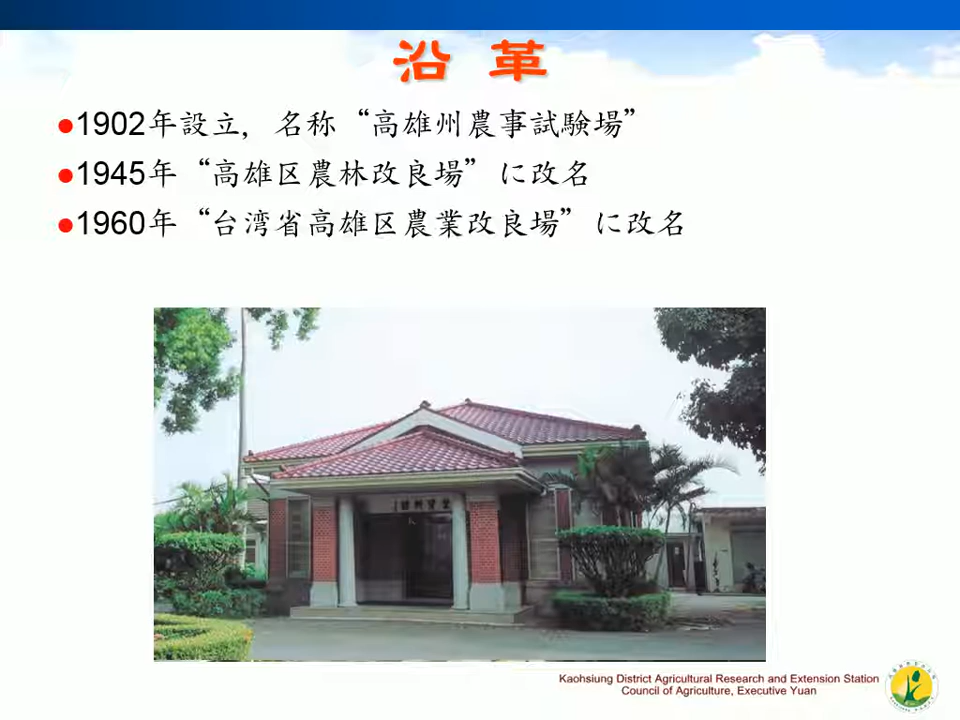 沿 革
●1902年設立, 名称“高雄州農事試験場”
●1945年“高雄区農林改良場”に改名
●1960年“台湾省高雄区農業改良場”に改名
Kaohsiung District Agricultural Research and Extension Station
Council of Agriculture, Executive Yuan